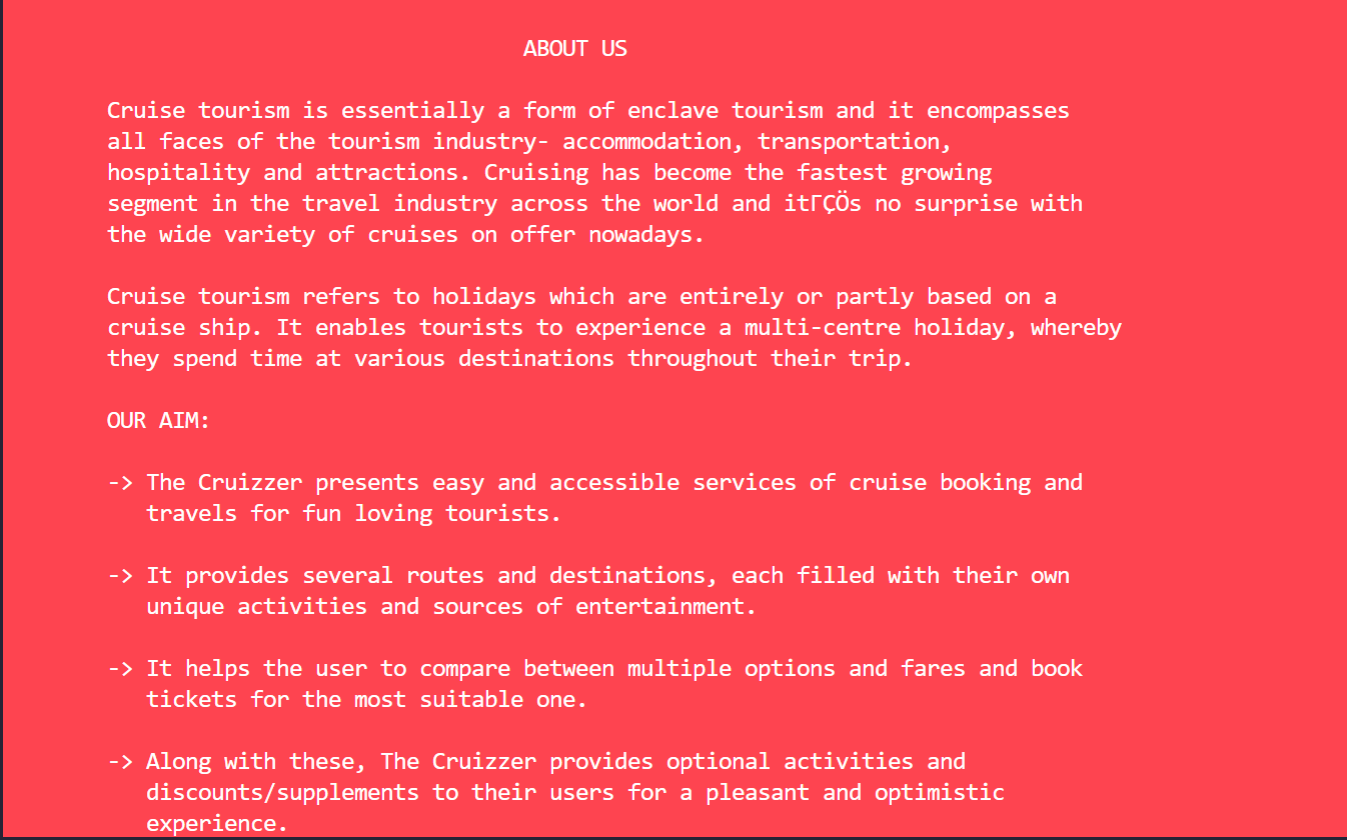 ABOUT US
Cruise tourism is essentially a form of enclave tourism and it encompasses
all faces of the tourism industry- accommodation, transportation,
hospitality and attractions. Cruising has become the fastest growing
segment in the travel industry across the world and itΓÇÖs no surprise with
the wide variety of cruises on offer nowadays.
Cruise tourism refers to holidays which are entirely or partly based on a
cruise ship. It enables tourists to experience a multi-centre holiday, whereby
they spend time at various destinations throughout their trip.
OUR AIM:
-> The Cruizzer presents easy and accessible services of cruise booking and
travels for fun loving tourists.
-> It provides several routes and destinations, each filled with their own
unique activities and sources of entertainment.
-> It helps the user to compare between multiple options and fares and book
tickets for the most suitable one.
-> Along with these, The Cruizzer provides optional activities and
discounts/supplements to their users for a pleasant and optimistic
experience.